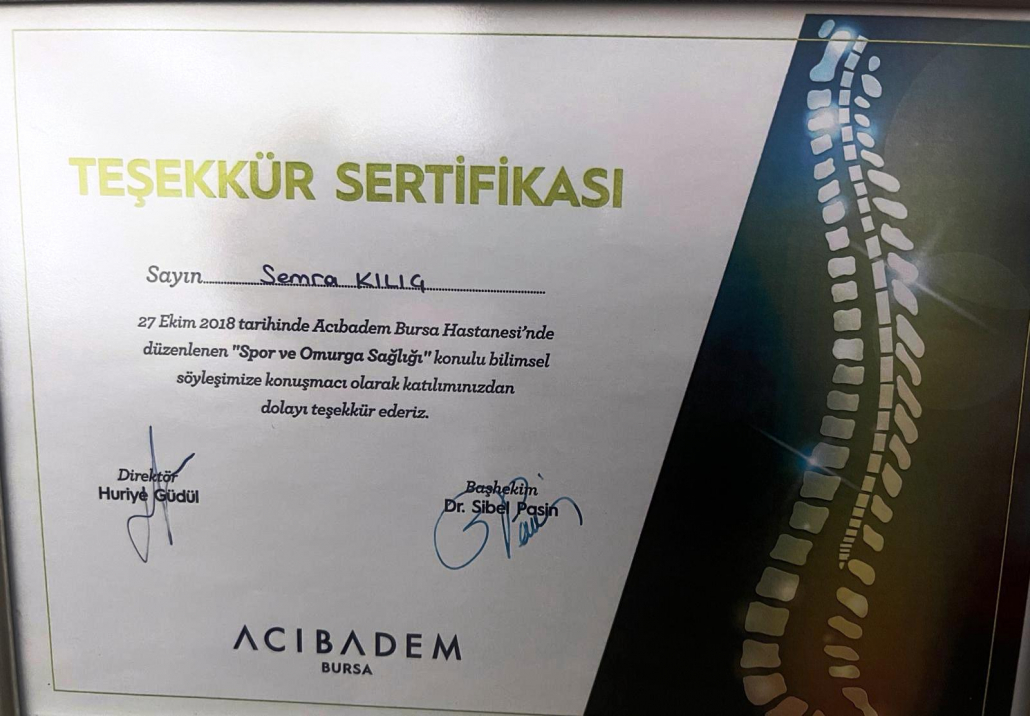 TEŞEKKÜR SERTİFİKASI
Sayın........Semra KILIÇ........
27 Ekim 2018 tarihinde Acıbadem Bursa Hastanesi’nde
düzenlenen "Spor ve Omurga Sağlığı" konulu bilimsel
söyleşimize konuşmacı olarak katılımınızdan
dolayı teşekkür ederiz.
Direktör
Huriye Güdül
Başhekim
Dr. Sibel Paşin
ACIBADEM
BURSA